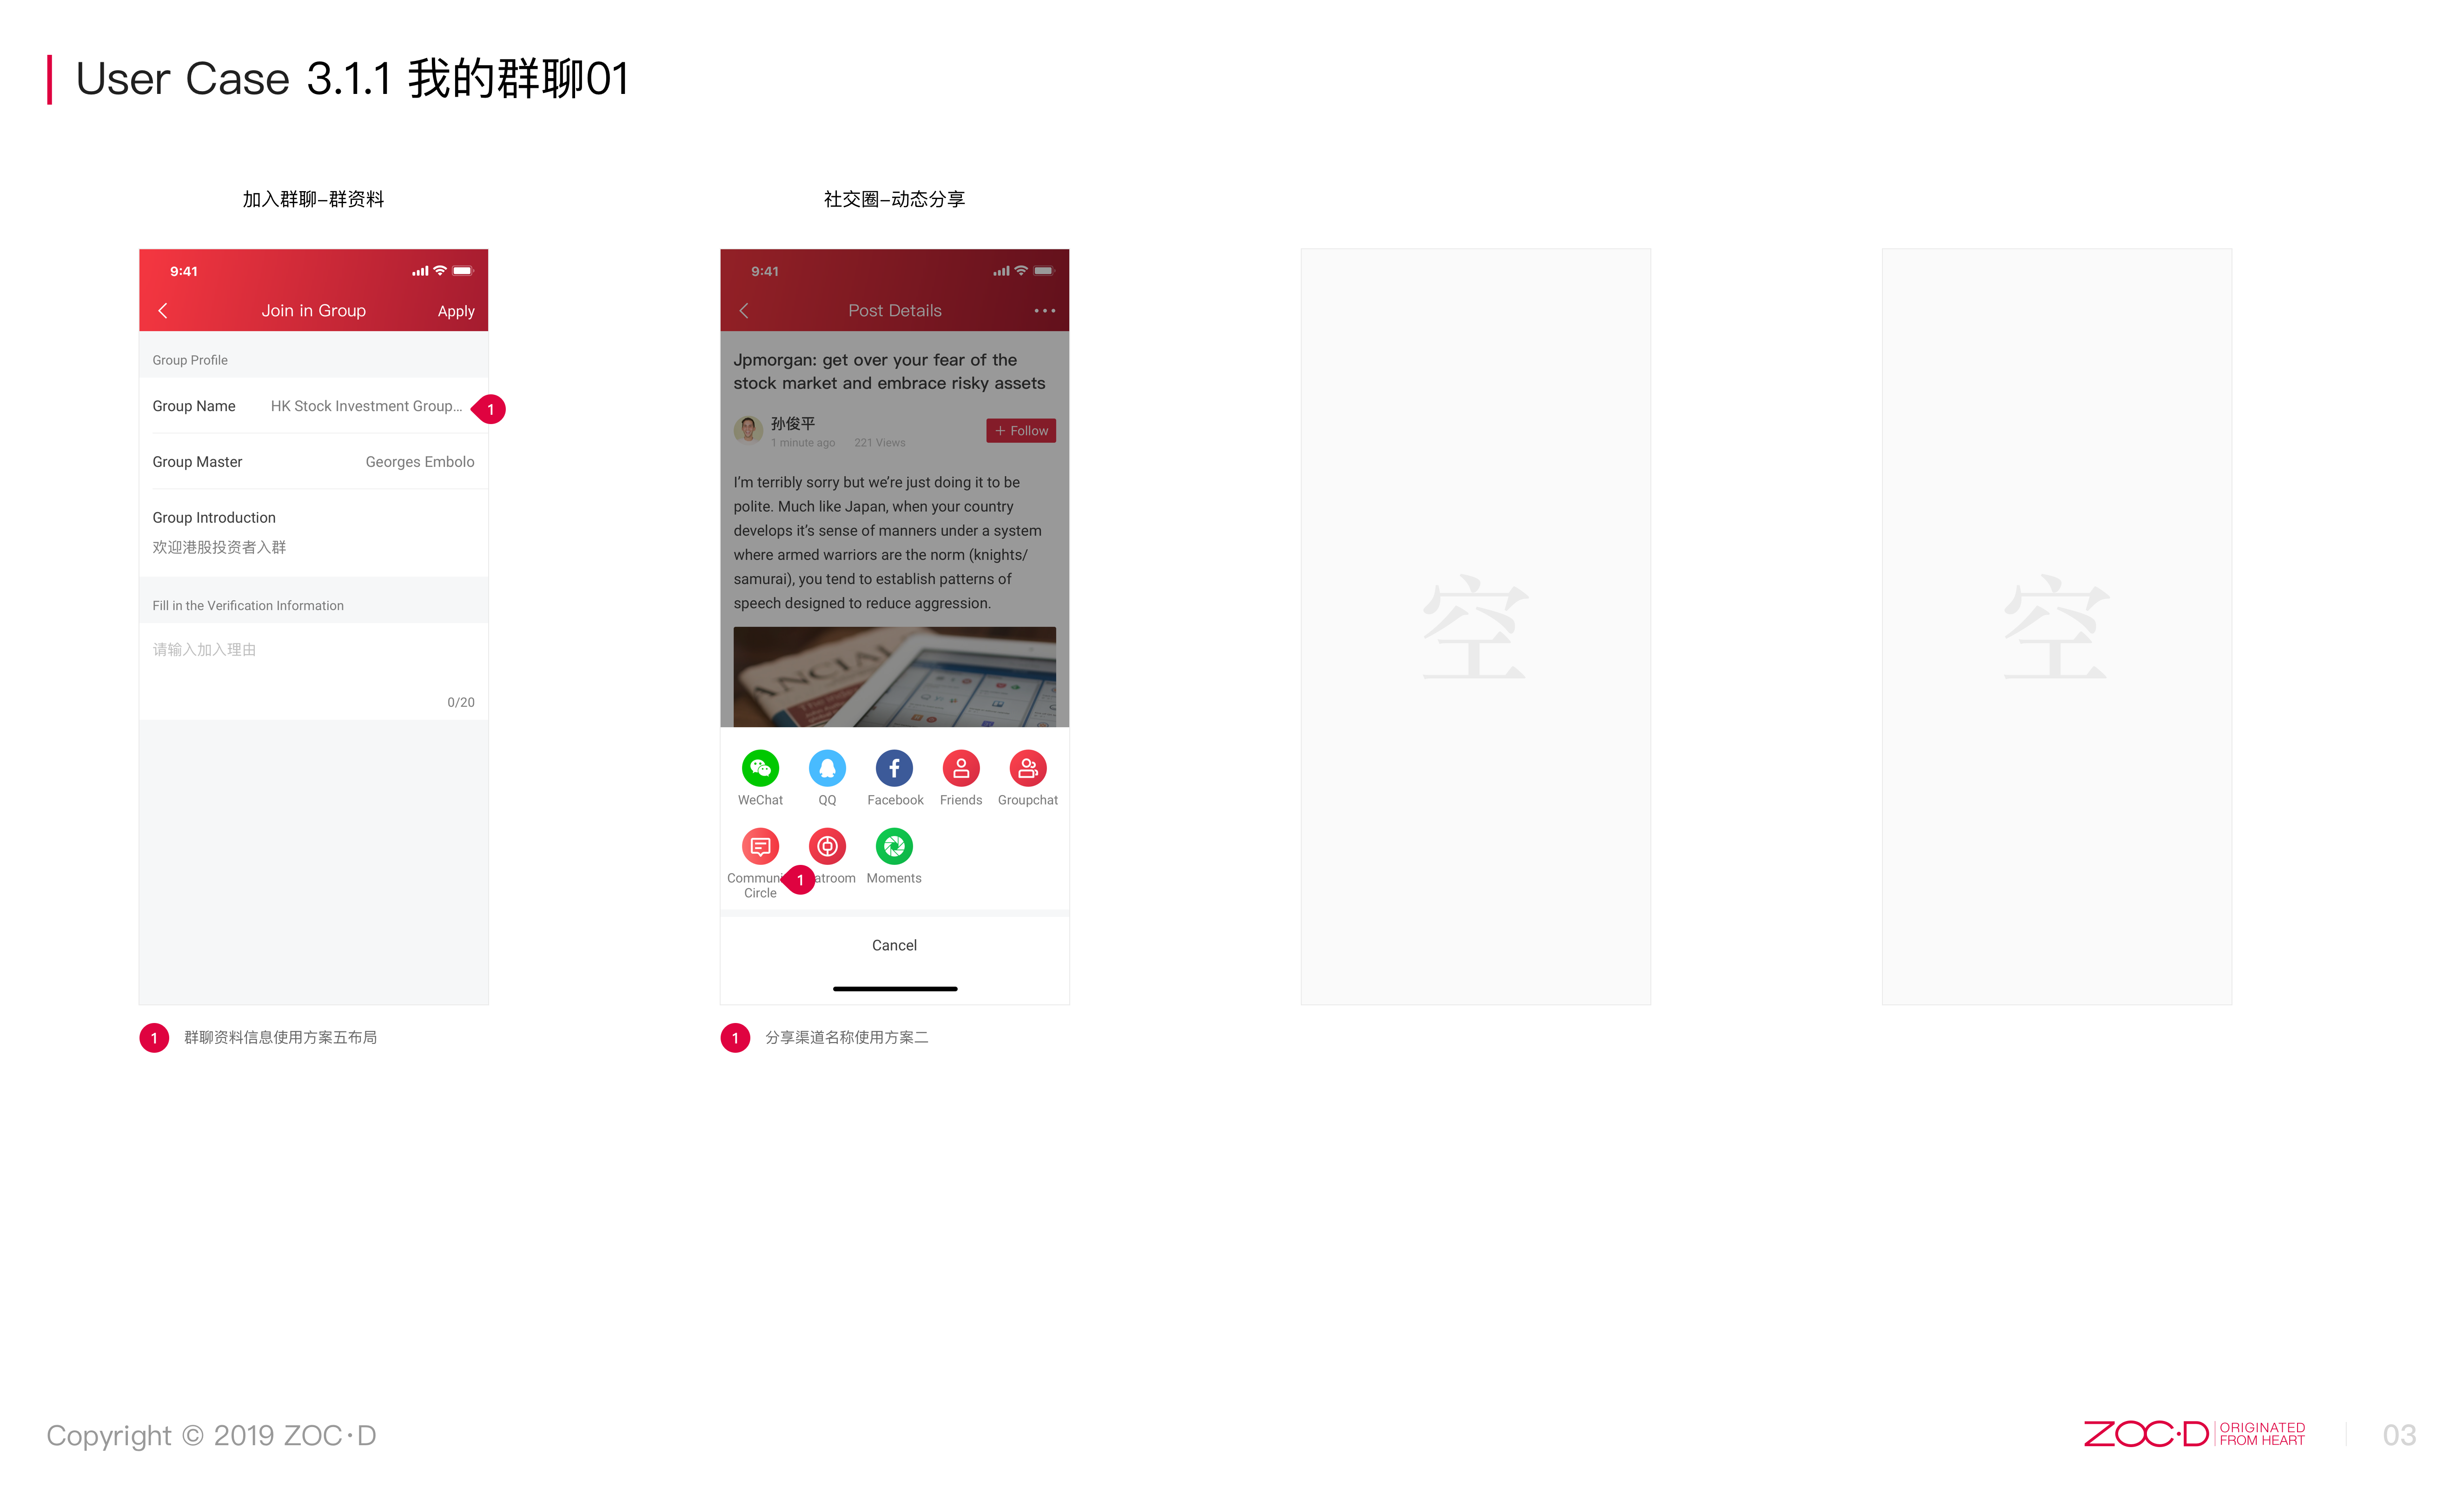 User Case 3.1.1 我的群聊01
加入群聊–群资料
9:41
Join in Group
Apply
Group Profile
Group Name
HK Stock Investment Group...
1
Group Master
Georges Embolo
Group Introduction
欢迎港股投资者入群
Fill in the Verification Information
请输入加入理由
0/20
1 群聊资料信息使用方案五布局
社交圈–动态分享
9:41
Post Details
Jpmorgan: get over your fear of the
stock market and embrace risky assets
孙俊平
1 minute ago 221 Views
+ Follow
I'm terribly sorry but we're just doing it to be
polite. Much like Japan, when your country
develops it's sense of manners under a system
where armed warriors are the norm (knights/
samurai), you tend to establish patterns of
speech designed to reduce aggression.
WeChat
QQ
Facebook
Friends
Groupchat
Circle
1
Moments
Cancel
1 分享渠道名称使用方案二
空
空
Copyright © 2019 ZOC·D
ZOC·D
ORIGINATED
FROM HEART
03